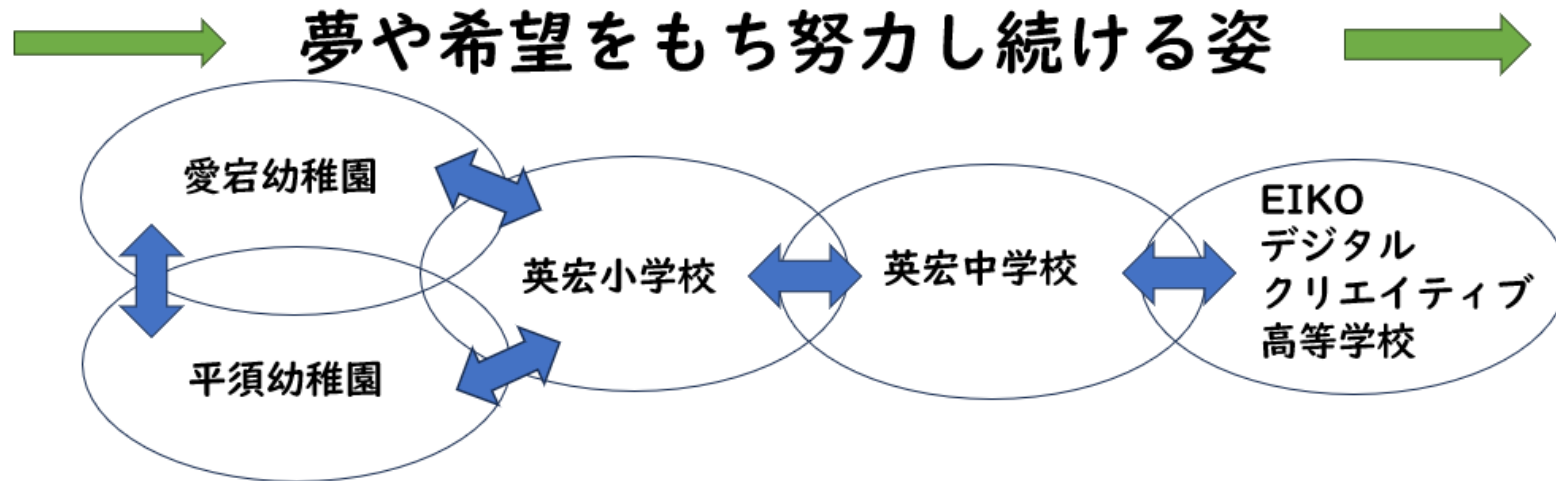 夢や希望をもち努力し続ける姿
愛宕幼稚園
平須幼稚園
英宏小学校
英宏中学校
EIKO
デジタル
クリエイティブ
高等学校